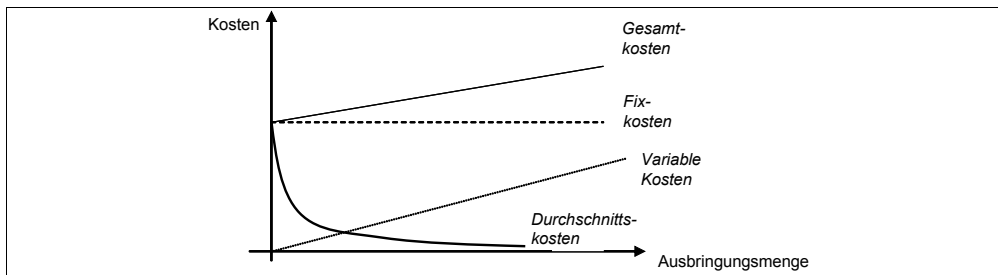 Kosten
Gesamt-
kosten
Fix-
kosten
Variable
Kosten
Durchschnitts-
kosten
Ausbringungsmenge